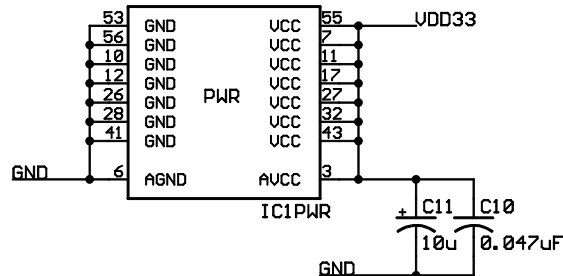 53 GND VCC 55 VDD33
56 GND VCC 7
10 GND VCC 11
12 GND PWR VCC 17
26 GND VCC 27
28 GND VCC 32
41 GND VCC 43
GND 6 AGND AVCC 3
IC1PWR
+ C11 C10
10u 0.047uF
GND